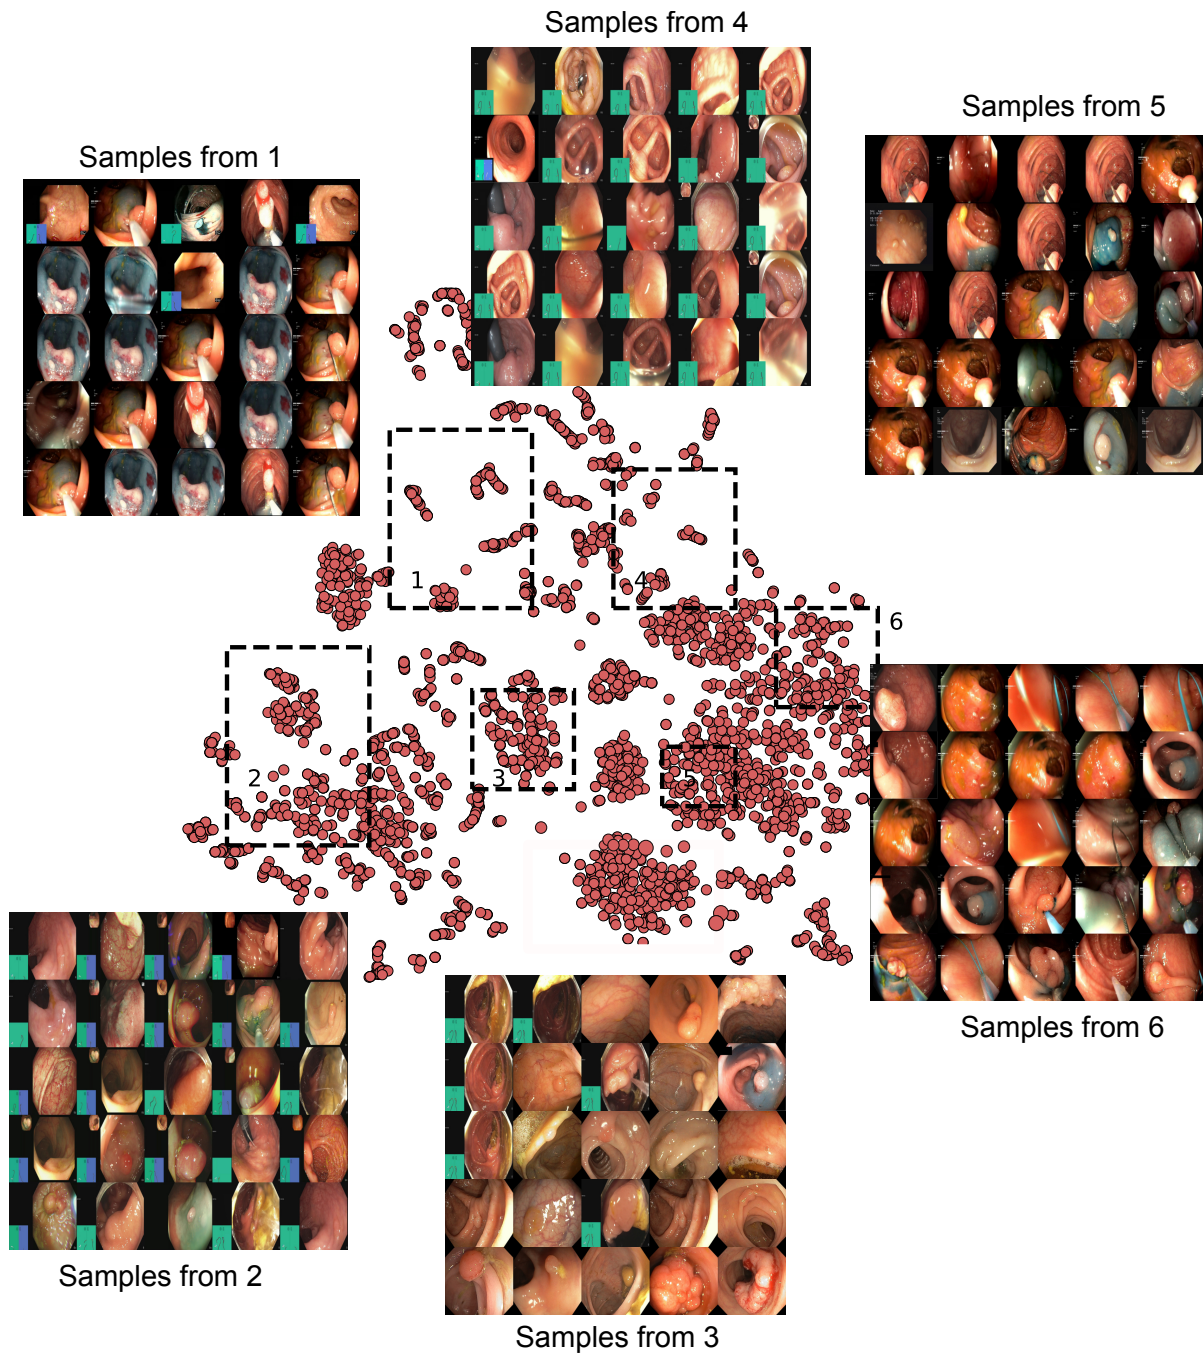 Samples from 4
Samples from 5
Samples from 1
1
4
6
2
3
5
Samples from 6
Samples from 2
Samples from 3